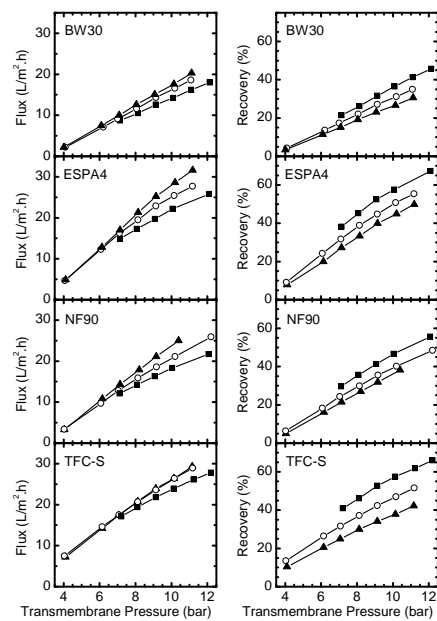 BW30
Flux (L/m².h)
30
20
10
0
BW30
Recovery (%)
60
40
20
0
ESPA4
Flux (L/m².h)
30
20
10
0
ESPA4
Recovery (%)
60
40
20
0
NF90
Flux (L/m².h)
30
20
10
0
NF90
Recovery (%)
60
40
20
0
TFC-S
Flux (L/m².h)
30
20
10
0
TFC-S
Recovery (%)
60
40
20
0
4 6 8 10 12
Transmembrane Pressure (bar)
4 6 8 10 12
Transmembrane Pressure (bar)